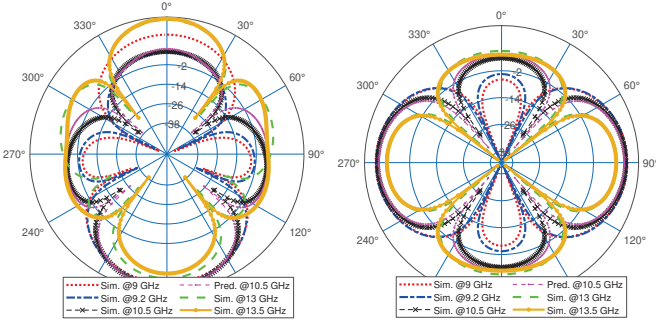 0°
330°
30°
300°
60°
-2
-14
-26
-38
270°
90°
240°
120°
Sim. @9 GHz
Pred. @10.5 GHz
Sim. @9.2 GHz
Sim. @13 GHz
Sim. @10.5 GHz
Sim. @13.5 GHz
0°
330°
30°
300°
60°
-2
-14
270°
90°
240°
120°
Sim. @9 GHz
Pred. @10.5 GHz
Sim. @9.2 GHz
Sim. @13 GHz
Sim. @10.5 GHz
Sim. @13.5 GHz